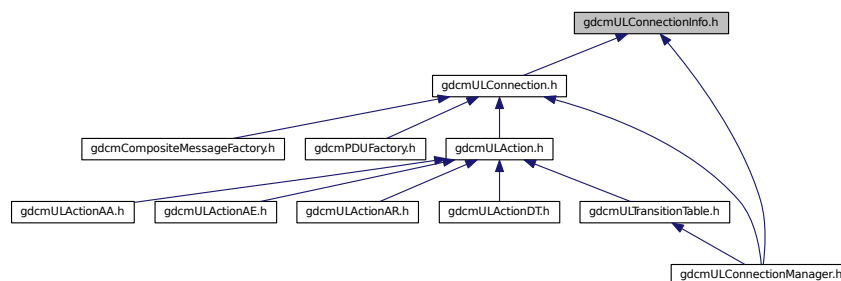 gdcmULConnectionInfo.h
gdcmULConnection.h
gdcmCompositeMessageFactory.h
gdcmPDUFactory.h
gdcmULAction.h
gdcmULActionAA.h
gdcmULActionAE.h
gdcmULActionAR.h
gdcmULActionDT.h
gdcmULTransitionTable.h
gdcmULConnectionManager.h